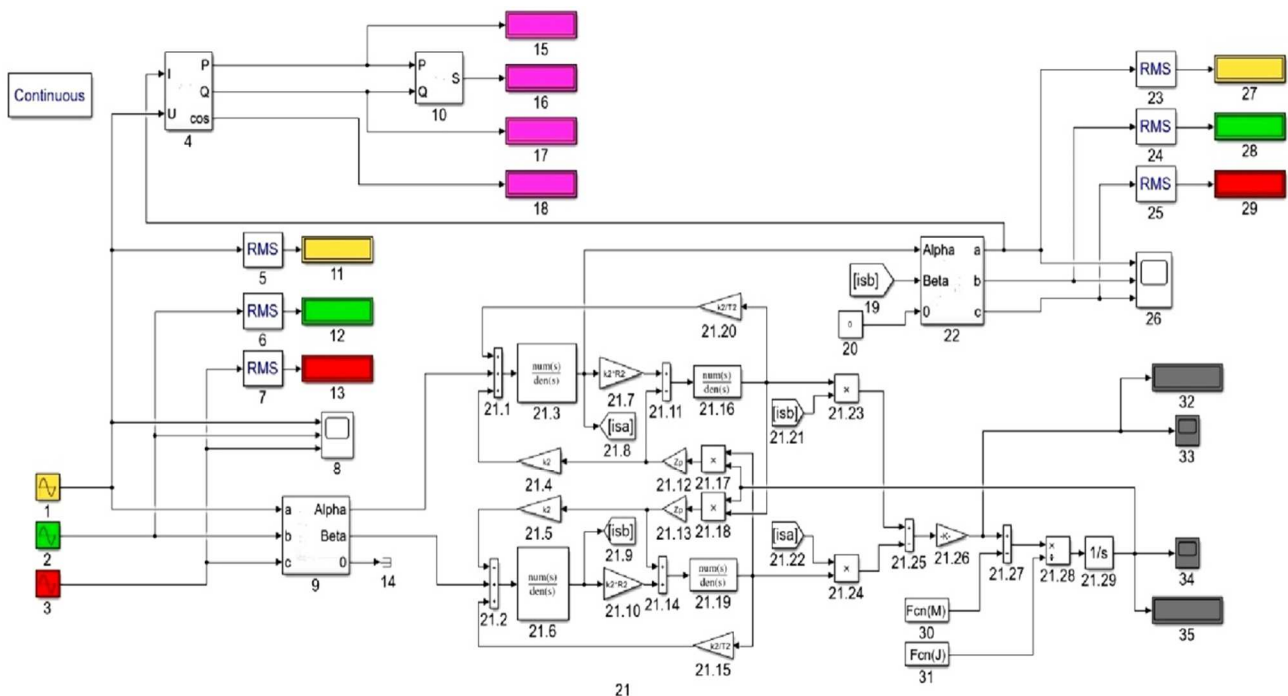 15
P
I
P
Q
S
16
Q
U
cos
10
4
17
18
Continuous
RMS
23
27
RMS
24
28
RMS
25
29
RMS
5
11
RMS
6
12
RMS
7
13
8
Alpha
a
[isb]
Beta
b
19
0
c
0
20
22
26
k2/T2
21.20
num(s)
den(s)
k2*R2
num(s)
den(s)
21.1
21.3
21.7
21.11
21.16
[isb]
21.21
21.23
[isa]
21.8
32
33
k2
Zp
21.4
21.12
21.17
1
2
3
a
Alpha
b
Beta
c
0
9
14
k2
Zp
21.5
21.13
21.18
[isb]
21.9
[isa]
21.22
21.24
21.25
-K-
21.26
21.27
21.28
1/s
21.29
34
num(s)
den(s)
k2*R2
num(s)
den(s)
21.2
21.6
21.10
21.14
21.19
k2/T2
21.15
Fcn(M)
30
Fcn(J)
31
35
21